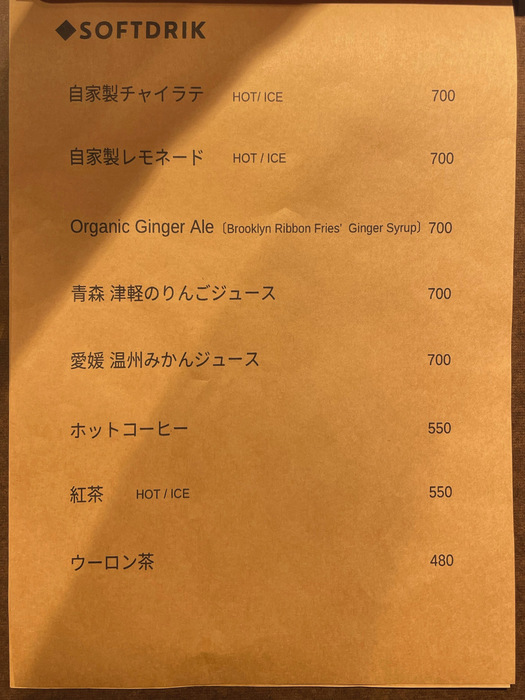 ◆SOFTDRIK
自家製チャイラテ HOT/ ICE 700
自家製レモネード HOT / ICE 700
Organic Ginger Ale〔Brooklyn Ribbon Fries' Ginger Syrup〕700
青森 津軽のりんごジュース 700
愛媛 温州みかんジュース 700
ホットコーヒー 550
紅茶 HOT / ICE 550
ウーロン茶 480